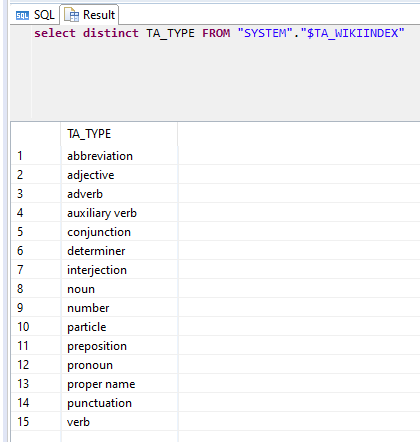 SQL Result
select distinct TA_TYPE FROM "SYSTEM"."$TA_WIKIINDEX"
TA_TYPE
1 abbreviation
2 adjective
3 adverb
4 auxiliary verb
5 conjunction
6 determiner
7 interjection
8 noun
9 number
10 particle
11 preposition
12 pronoun
13 proper name
14 punctuation
15 verb